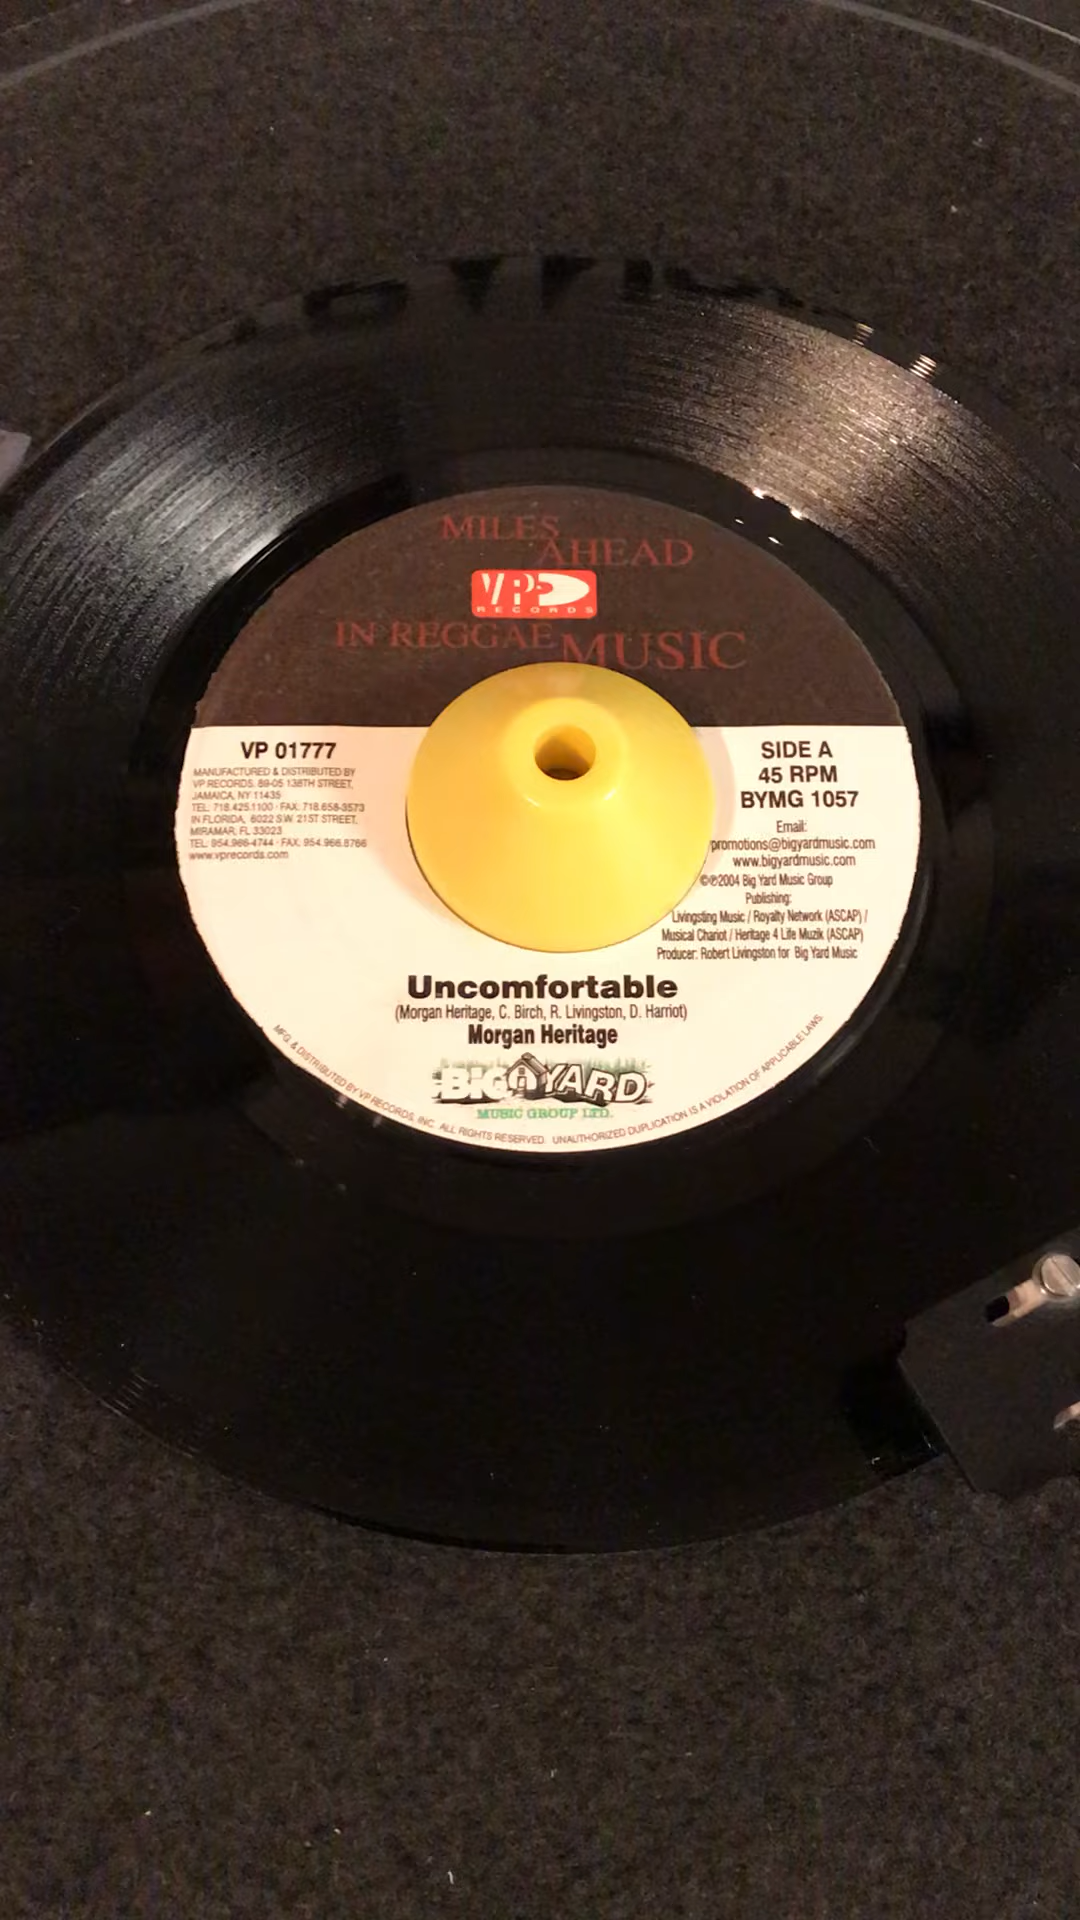 MILES
AHEAD
VP
RECORDS
IN REGGAE MUSIC
VP 01777
MANUFACTURED & DISTRIBUTED BY
VP RECORDS. 89-05 138TH STREET,
JAMAICA, NY 11435
TEL: 718.425.1100 · FAX: 718.658-3573
IN FLORIDA, 6022 S.W. 21ST STREET,
MIRAMAR, FL 33023
TEL: 954.966-4744 · FAX: 954.966.8766
www.vprecords.com
SIDE A
45 RPM
BYMG 1057
Email:
promotions@bigyardmusic.com
www.bigyardmusic.com
©℗2004 Big Yard Music Group
Publishing:
Livingsting Music / Royalty Network (ASCAP) /
Musical Chariot / Heritage 4 Life Muzik (ASCAP)
Producer: Robert Livingston for Big Yard Music
Uncomfortable
(Morgan Heritage, C. Birch, R. Livingston, D. Harriot)
Morgan Heritage
BIG YARD
MUSIC GROUP LTD.
MFG. & DISTRIBUTED BY VP RECORDS, INC. ALL RIGHTS RESERVED. UNAUTHORIZED DUPLICATION IS A VIOLATION OF APPLICABLE LAWS.